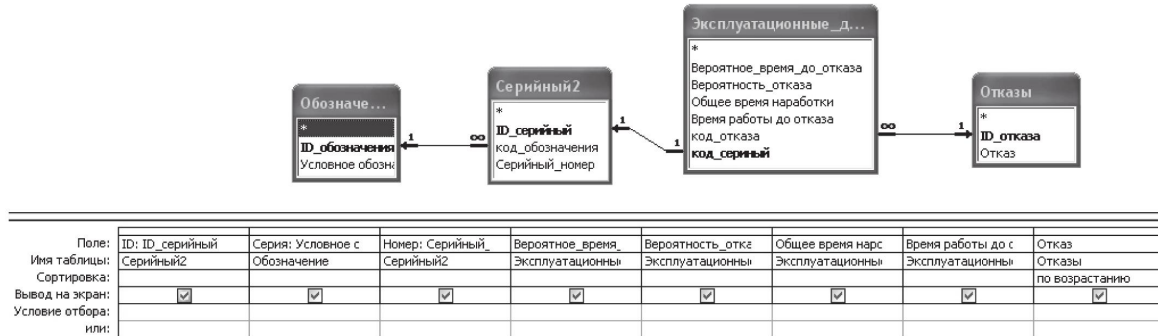 Эксплуатационные_д...
*
Вероятное_время_до_отказа
Вероятность_отказа
Общее время наработки
Время работы до отказа
код_отказа
код_сериный
Серийный2
*
ID_серийный
код_обозначения
Серийный_номер
Обозначе...
*
ID_обозначения
Условное обозна
Отказы
*
ID_отказа
Отказ
1 ∞ 1 1 ∞ 1
Поле: ID: ID_серийный Серия: Условное с Номер: Серийный_ Вероятное_время_ Вероятность_отка Общее время нарс Время работы до с Отказ
Имя таблицы: Серийный2 Обозначение Серийный2 Эксплуатационны Эксплуатационны Эксплуатационны Эксплуатационны Отказы
Сортировка: по возрастанию
Вывод на экран:
Условие отбора:
или: